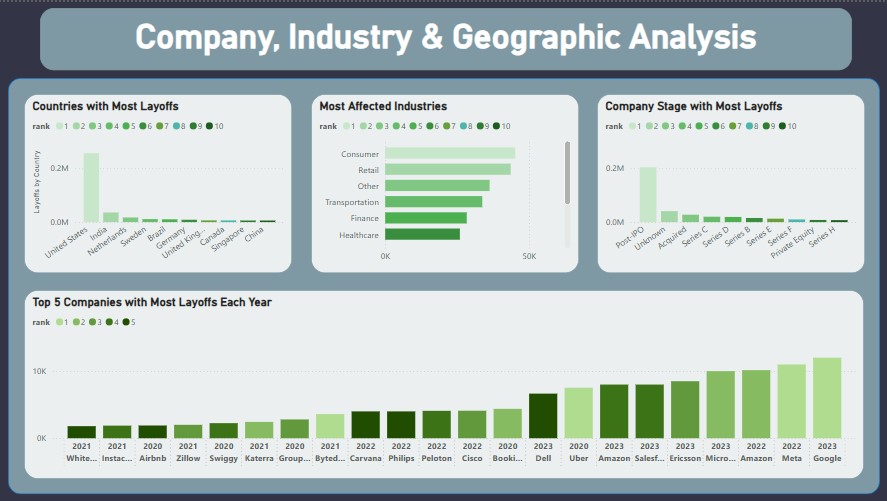 Company, Industry & Geographic Analysis
Countries with Most Layoffs
rank 1 2 3 4 5 6 7 8 9 10
Layoffs by Country
0.2M
0.0M
United States
India
Netherlands
Sweden
Brazil
Germany
United King...
Canada
Singapore
China
Most Affected Industries
rank 1 2 3 4 5 6 7 8 9 10
Consumer
Retail
Other
Transportation
Finance
Healthcare
0K 50K
Company Stage with Most Layoffs
rank 1 2 3 4 5 6 7 8 9 10
0.2M
0.0M
Post-IPO
Unknown
Acquired
Series C
Series D
Series B
Series E
Series F
Private Equity
Series H
Top 5 Companies with Most Layoffs Each Year
rank 1 2 3 4 5
10K
0K
2021 2021 2020 2021 2020 2021 2020 2021 2022 2022 2022 2022 2020 2023 2020 2023 2023 2023 2023 2022 2022 2023
White... Instac... Airbnb Zillow Swiggy Katerra Group... Byted... Carvana Philips Peloton Cisco Booki... Dell Uber Amazon Salesf... Ericsson Micro... Amazon Meta Google